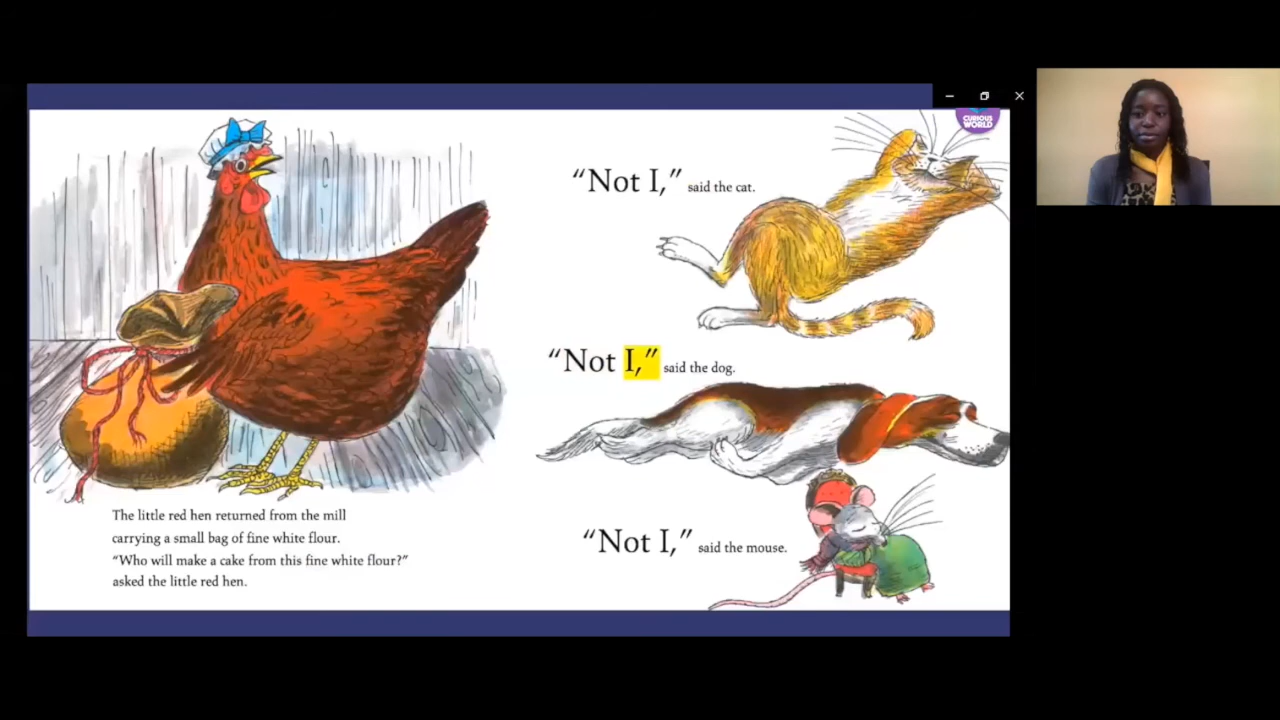 CURIOUS
WORLD
The little red hen returned from the mill
carrying a small bag of fine white flour.
“Who will make a cake from this fine white flour?”
asked the little red hen.
“Not I,” said the cat.
“Not I,” said the dog.
“Not I,” said the mouse.